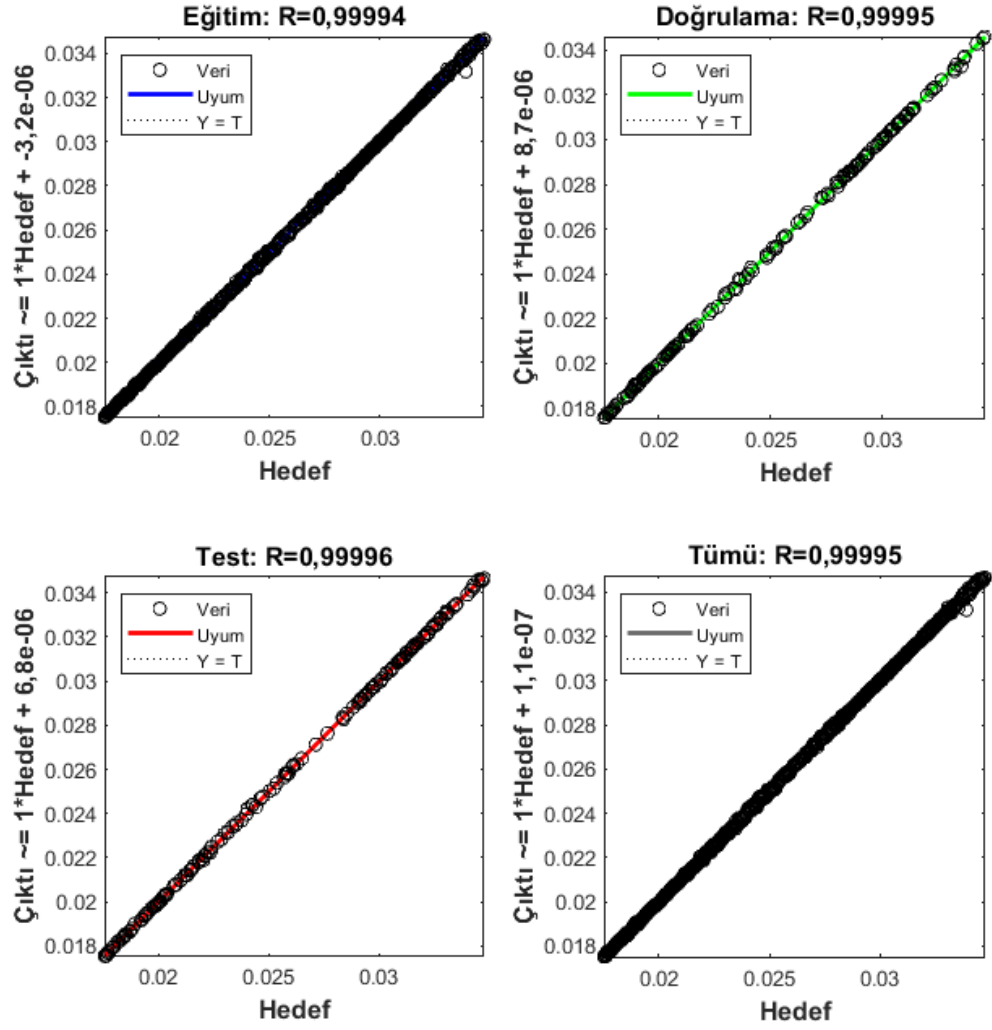 Eğitim: R=0,99994
Çıktı ~= 1*Hedef + -3,2e-06
0.034
0.032
0.03
0.028
0.026
0.024
0.022
0.02
0.018
Veri
Uyum
Y = T
0.02
0.025
0.03
Hedef
Doğrulama: R=0,99995
Çıktı ~= 1*Hedef + 8,7e-06
0.034
0.032
0.03
0.028
0.026
0.024
0.022
0.02
0.018
Veri
Uyum
Y = T
0.02
0.025
0.03
Hedef
Test: R=0,99996
Çıktı ~= 1*Hedef + 6,8e-06
0.034
0.032
0.03
0.028
0.026
0.024
0.022
0.02
0.018
Veri
Uyum
Y = T
0.02
0.025
0.03
Hedef
Tümü: R=0,99995
Çıktı ~= 1*Hedef + 1,1e-07
0.034
0.032
0.03
0.028
0.026
0.024
0.022
0.02
0.018
Veri
Uyum
Y = T
0.02
0.025
0.03
Hedef